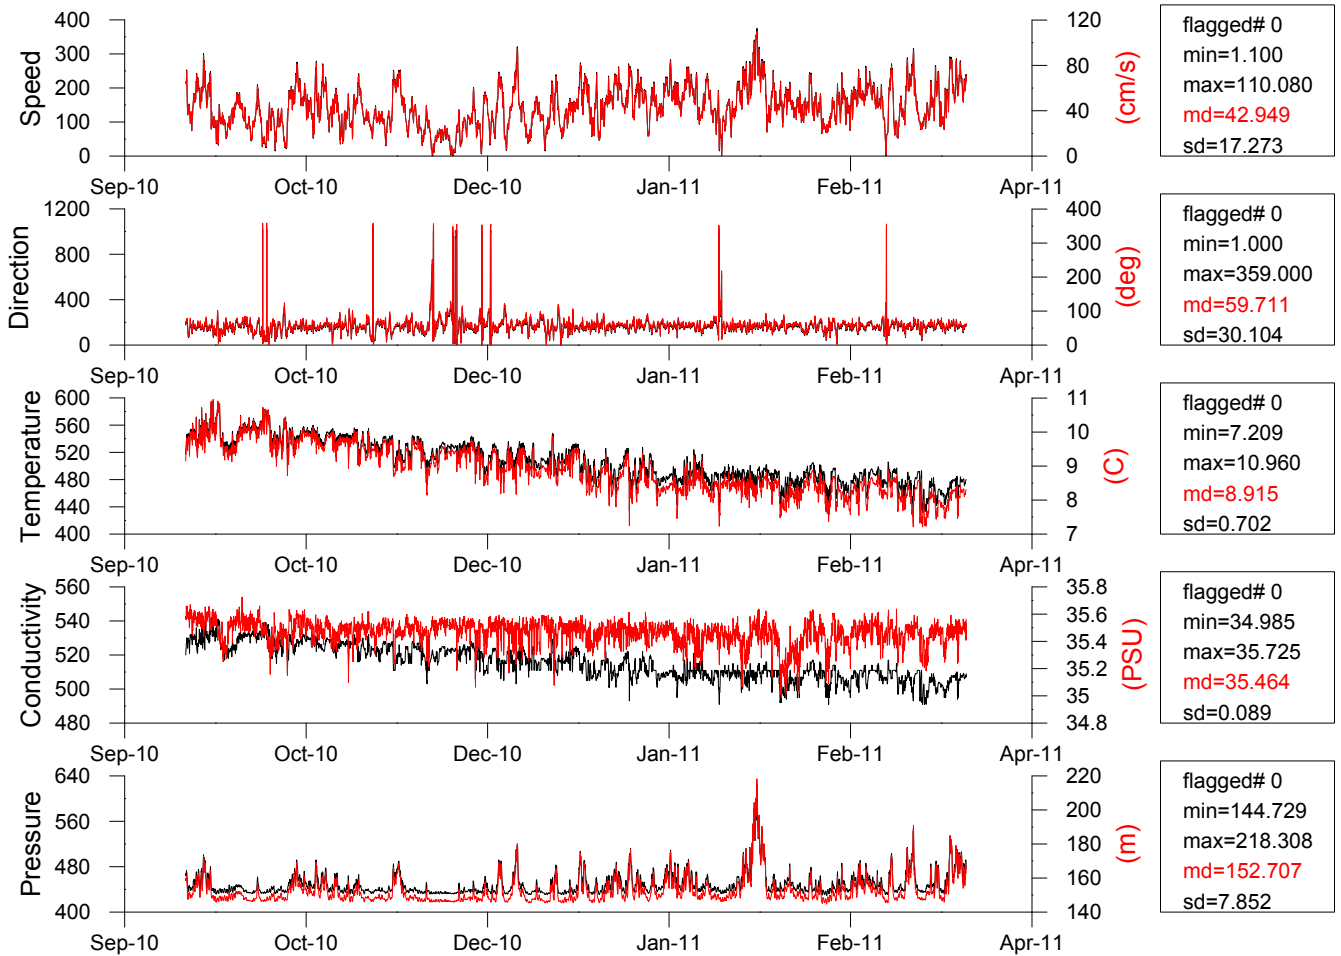 400
300
200
100
0
Speed
120
80
40
0
(cm/s)
Sep-10 Oct-10 Dec-10 Jan-11 Feb-11 Apr-11
flagged# 0
min=1.100
max=110.080
md=42.949
sd=17.273
1200
800
400
0
Direction
400
300
200
100
0
(deg)
Sep-10 Oct-10 Dec-10 Jan-11 Feb-11 Apr-11
flagged# 0
min=1.000
max=359.000
md=59.711
sd=30.104
600
560
520
480
440
400
Temperature
11
10
9
8
7
(C)
Sep-10 Oct-10 Dec-10 Jan-11 Feb-11 Apr-11
flagged# 0
min=7.209
max=10.960
md=8.915
sd=0.702
560
540
520
500
480
Conductivity
35.8
35.6
35.4
35.2
35
34.8
(PSU)
Sep-10 Oct-10 Dec-10 Jan-11 Feb-11 Apr-11
flagged# 0
min=34.985
max=35.725
md=35.464
sd=0.089
640
560
480
400
Pressure
220
200
180
160
140
(m)
Sep-10 Oct-10 Dec-10 Jan-11 Feb-11 Apr-11
flagged# 0
min=144.729
max=218.308
md=152.707
sd=7.852